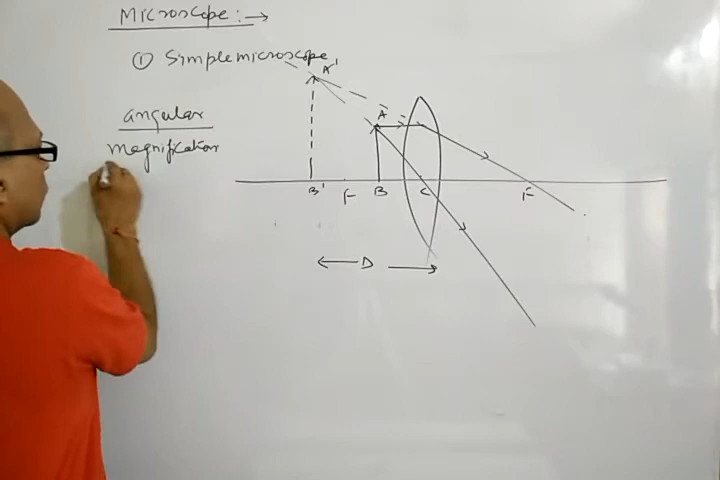 Microscope:→
① Simple microscope
A'
angular
magnification
A
B' F B C F
D